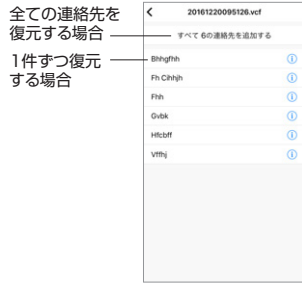 全ての連絡先を
復元する場合
1件ずつ復元
する場合
20161220095126.vcf
すべて 6の連絡先を追加する
Bhhgfhh
Fh Cihhjh
Fhh
Gvbk
Hfcbff
Vffhj